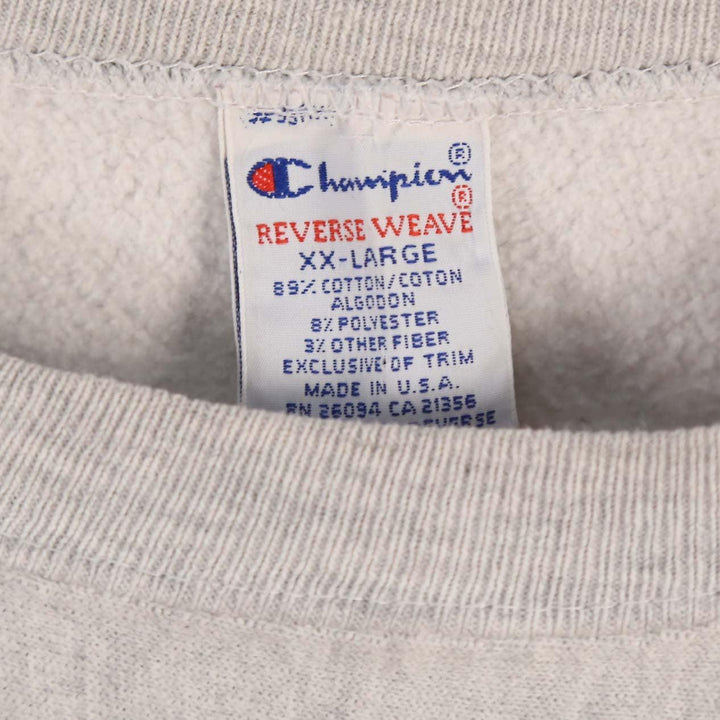 Champion ®
REVERSE WEAVE ®
XX-LARGE
89% COTTON/COTON
ALGODON
8% POLYESTER
3% OTHER FIBER
EXCLUSIVE OF TRIM
MADE IN U.S.A.
RN 26094 CA 21356
REVERSE